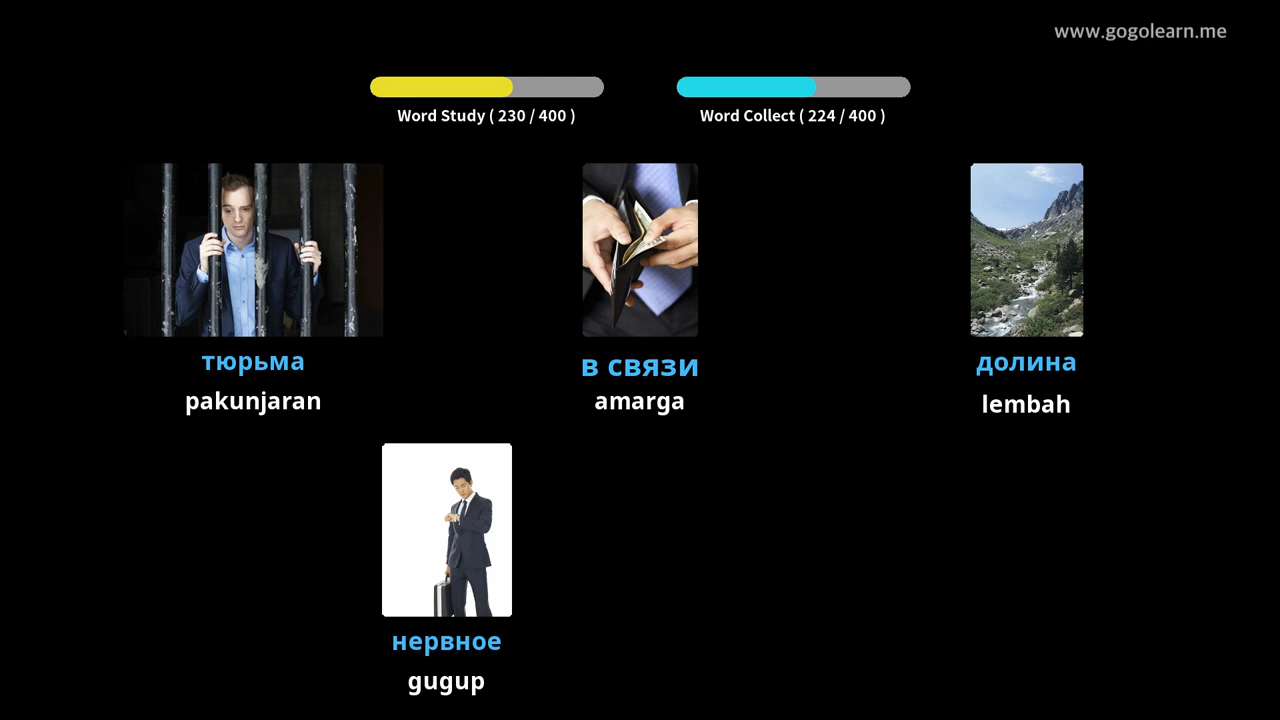 www.gogolearn.me
Word Study ( 230 / 400 )
Word Collect ( 224 / 400 )
тюрьма
в связи
долина
pakunjaran
amarga
lembah
нервное
gugup